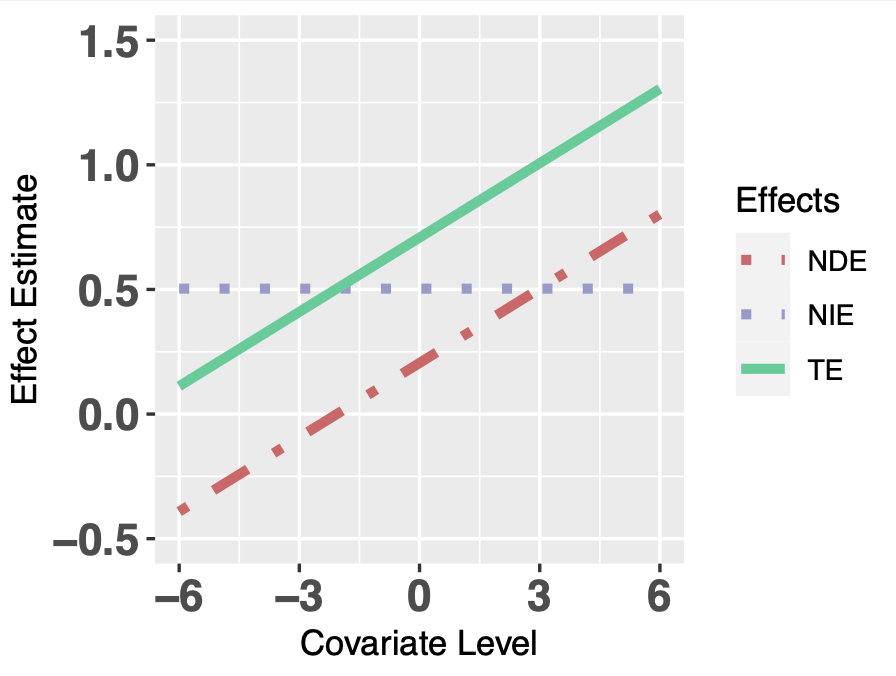 Effect Estimate
1.5
1.0
0.5
0.0
−0.5
−6 −3 0 3 6
Covariate Level
Effects
NDE
NIE
TE